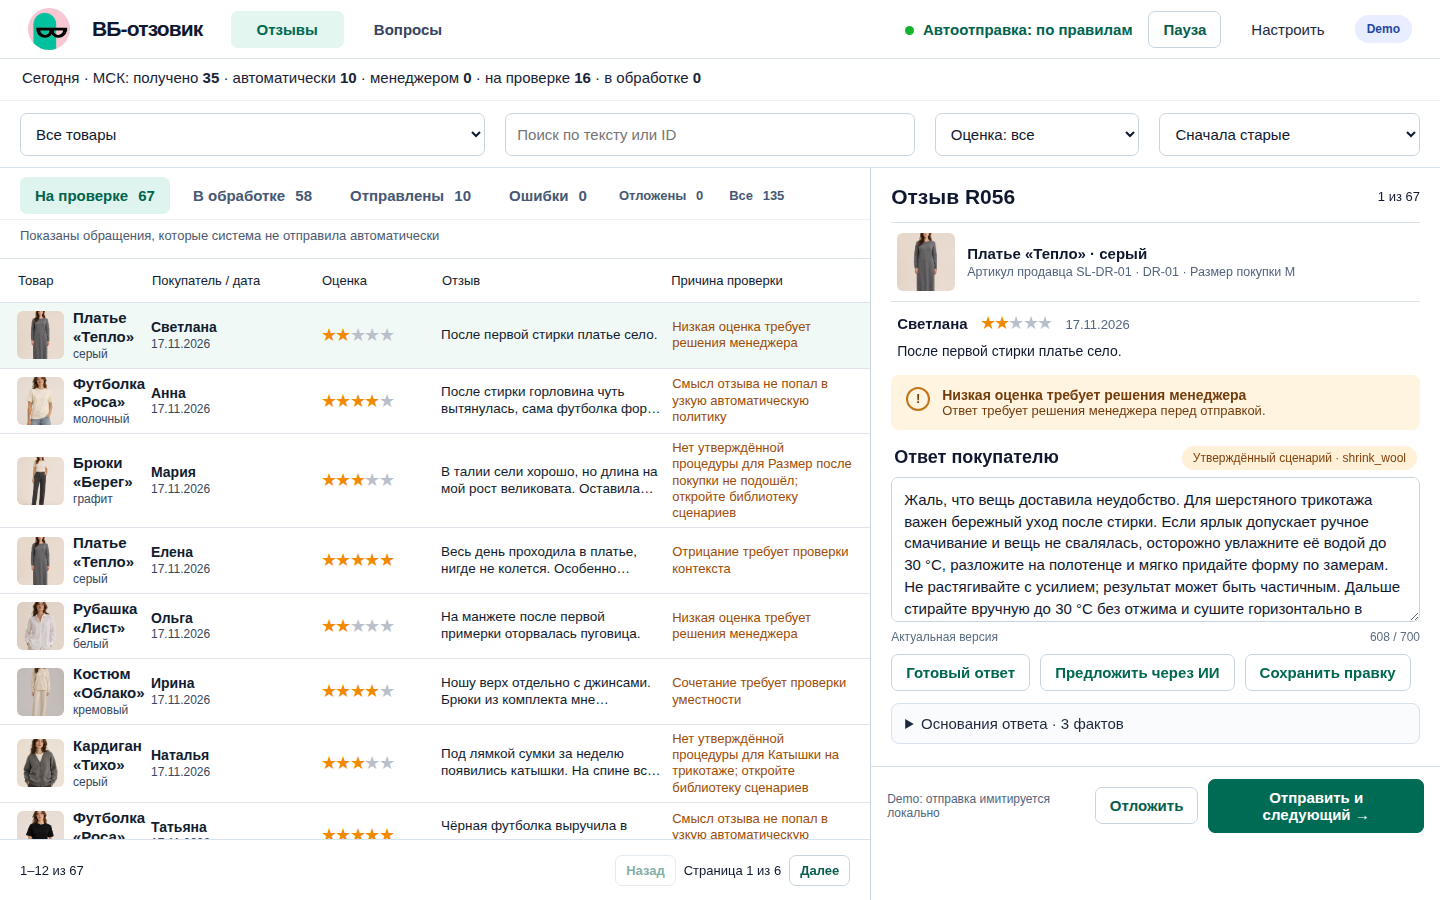 ВБ-отзовик
Отзывы
Вопросы
Автоотправка: по правилам
Пауза
Настроить
Demo
Сегодня · МСК: получено 35 · автоматически 10 · менеджером 0 · на проверке 16 · в обработке 0
Все товары
Поиск по тексту или ID
Оценка: все
Сначала старые
На проверке 67
В обработке 58
Отправлены 10
Ошибки 0
Отложены 0
Все 135
Показаны обращения, которые система не отправила автоматически
Товар
Покупатель / дата
Оценка
Отзыв
Причина проверки
Платье
«Тепло»
серый
Светлана
17.11.2026
После первой стирки платье село.
Низкая оценка требует
решения менеджера
Футболка
«Роса»
молочный
Анна
17.11.2026
После стирки горловина чуть
вытянулась, сама футболка фор…
Смысл отзыва не попал в
узкую автоматическую
политику
Брюки
«Берег»
графит
Мария
17.11.2026
В талии сели хорошо, но длина на
мой рост великовата. Оставила…
Нет утверждённой
процедуры для Размер после
покупки не подошёл;
откройте библиотеку
сценариев
Платье
«Тепло»
серый
Елена
17.11.2026
Весь день проходила в платье,
нигде не колется. Особенно…
Отрицание требует проверки
контекста
Рубашка
«Лист»
белый
Ольга
17.11.2026
На манжете после первой
примерки оторвалась пуговица.
Низкая оценка требует
решения менеджера
Костюм
«Облако»
кремовый
Ирина
17.11.2026
Ношу верх отдельно с джинсами.
Брюки из комплекта мне…
Сочетание требует проверки
уместности
Кардиган
«Тихо»
серый
Наталья
17.11.2026
Под лямкой сумки за неделю
появились катышки. На спине вс…
Нет утверждённой
процедуры для Катышки на
трикотаже; откройте
библиотеку сценариев
Футболка
«Роса»
Татьяна
Чёрная футболка выручила в
Смысл отзыва не попал в
узкую автоматическую
1–12 из 67
Назад
Страница 1 из 6
Далее
Отзыв R056
1 из 67
Платье «Тепло» · серый
Артикул продавца SL-DR-01 · DR-01 · Размер покупки M
Светлана
17.11.2026
После первой стирки платье село.
!
Низкая оценка требует решения менеджера
Ответ требует решения менеджера перед отправкой.
Ответ покупателю
Утверждённый сценарий · shrink_wool
Жаль, что вещь доставила неудобство. Для шерстяного трикотажа
важен бережный уход после стирки. Если ярлык допускает ручное
смачивание и вещь не свалялась, осторожно увлажните её водой до
30 °C, разложите на полотенце и мягко придайте форму по замерам.
Не растягивайте с усилием; результат может быть частичным. Дальше
стирайте вручную до 30 °C без отжима и сушите горизонтально в
Актуальная версия
608 / 700
Готовый ответ
Предложить через ИИ
Сохранить правку
Основания ответа · 3 фактов
Demo: отправка имитируется
локально
Отложить
Отправить и
следующий →